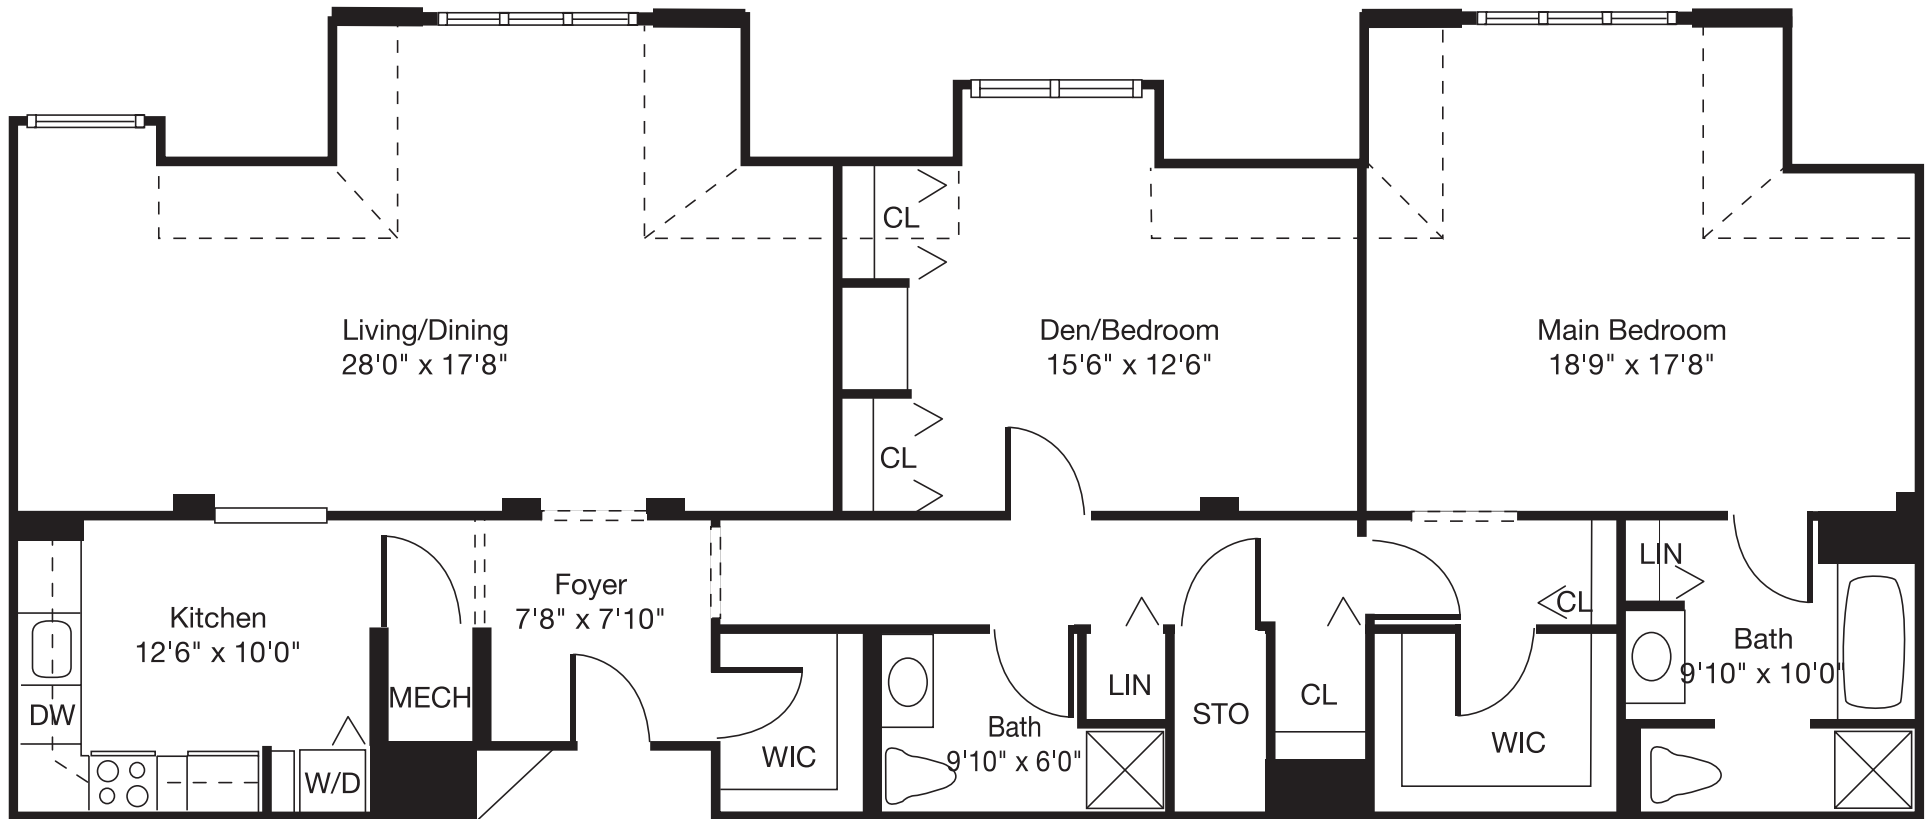 CL
Living/Dining
28'0" x 17'8"
Den/Bedroom
15'6" x 12'6"
Main Bedroom
18'9" x 17'8"
CL
LIN
Foyer
7'8" x 7'10"
Kitchen
12'6" x 10'0"
CL
Bath
9'10" x 10'0"
MECH
LIN
CL
DW
STO
Bath
9'10" x 6'0"
WIC
WIC
W/D